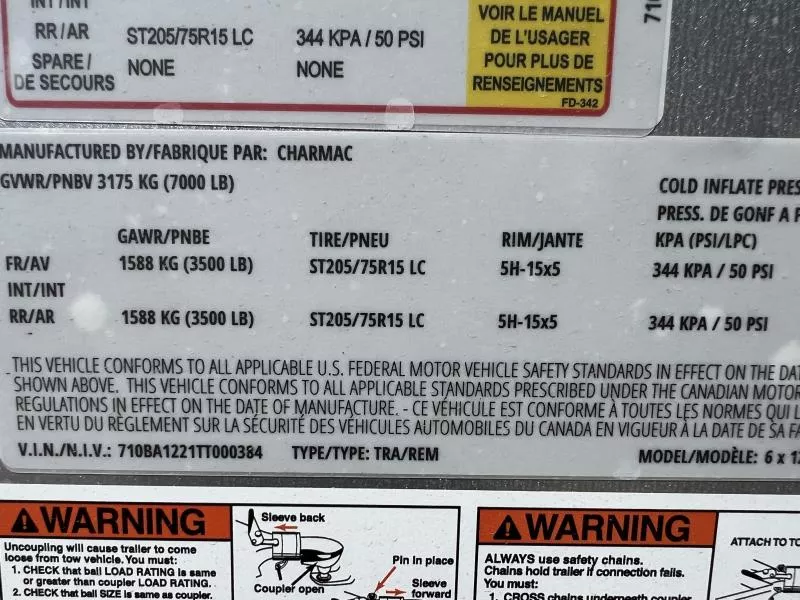 INT/INT
RR/AR ST205/75R15 LC 344 KPA / 50 PSI
SPARE / DE SECOURS NONE NONE
VOIR LE MANUEL
DE L'USAGER
POUR PLUS DE
RENSEIGNEMENTS
FD-342
MANUFACTURED BY/FABRIQUE PAR: CHARMAC
GVWR/PNBV 3175 KG (7000 LB)
COLD INFLATE PRES
PRESS. DE GONF A F
GAWR/PNBE TIRE/PNEU RIM/JANTE KPA (PSI/LPC)
FR/AV 1588 KG (3500 LB) ST205/75R15 LC 5H-15x5 344 KPA / 50 PSI
INT/INT
RR/AR 1588 KG (3500 LB) ST205/75R15 LC 5H-15x5 344 KPA / 50 PSI
THIS VEHICLE CONFORMS TO ALL APPLICABLE U.S. FEDERAL MOTOR VEHICLE SAFETY STANDARDS IN EFFECT ON THE DAT
SHOWN ABOVE. THIS VEHICLE CONFORMS TO ALL APPLICABLE STANDARDS PRESCRIBED UNDER THE CANADIAN MOTOR
REGULATIONS IN EFFECT ON THE DATE OF MANUFACTURE. - CE VÉHICULE EST CONFORME À TOUTES LES NORMES QUI L
EN VERTU DU RÈGLEMENT SUR LA SÉCURITÉ DES VÉHICULES AUTOMOBILES DU CANADA EN VIGUEUR À LA DATE DE SA FA
V.I.N./N.I.V.: 710BA1221TT000384 TYPE/TYPE: TRA/REM MODEL/MODÈLE: 6 x 12
WARNING
Uncoupling will cause trailer to come
loose from tow vehicle. You must:
1. CHECK that ball LOAD RATING is same
or greater than coupler LOAD RATING.
2. CHECK that ball SIZE is same as coupler.
Sleeve back
Coupler open
Pin in place
Sleeve
forward
WARNING
ALWAYS use safety chains.
Chains hold trailer if connection fails.
You must:
1. CROSS chains underneath coupler
ATTACH TO TO